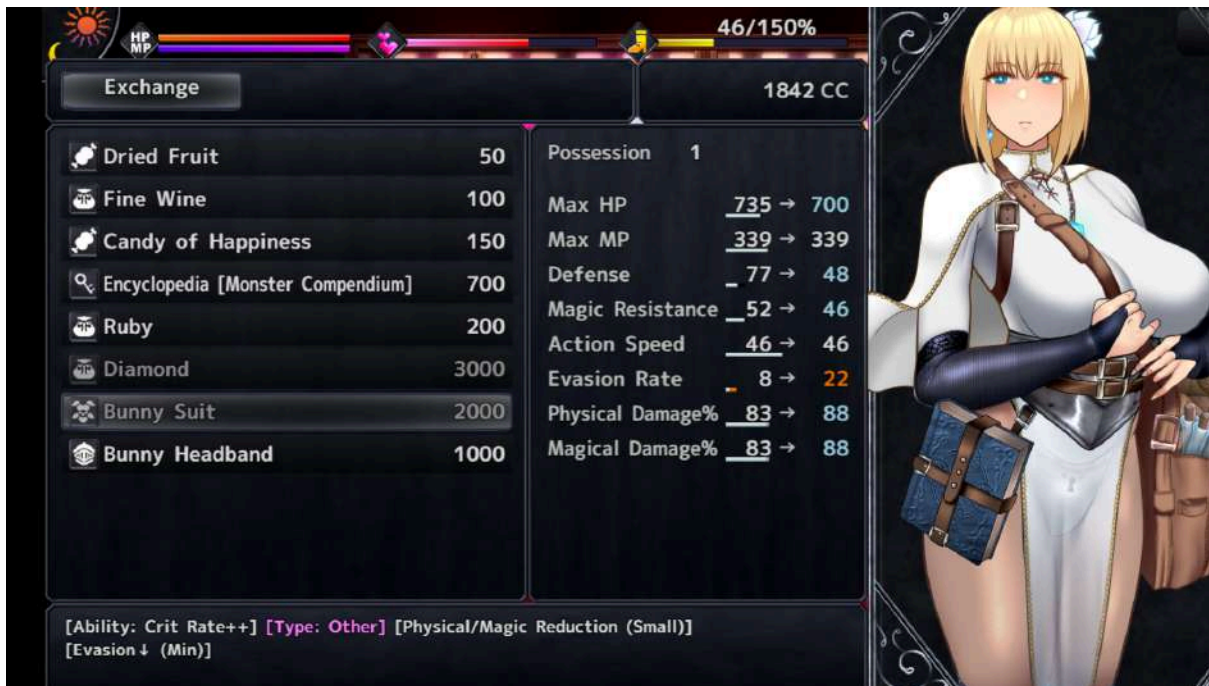 HP
MP
46/150%
Exchange
1842 CC
Dried Fruit 50
Fine Wine 100
Candy of Happiness 150
Encyclopedia [Monster Compendium] 700
Ruby 200
Diamond 3000
Bunny Suit 2000
Bunny Headband 1000
Possession 1
Max HP 735 → 700
Max MP 339 → 339
Defense 77 → 48
Magic Resistance 52 → 46
Action Speed 46 → 46
Evasion Rate 8 → 22
Physical Damage% 83 → 88
Magical Damage% 83 → 88
[Ability: Crit Rate++] [Type: Other] [Physical/Magic Reduction (Small)]
[Evasion↓ (Min)]